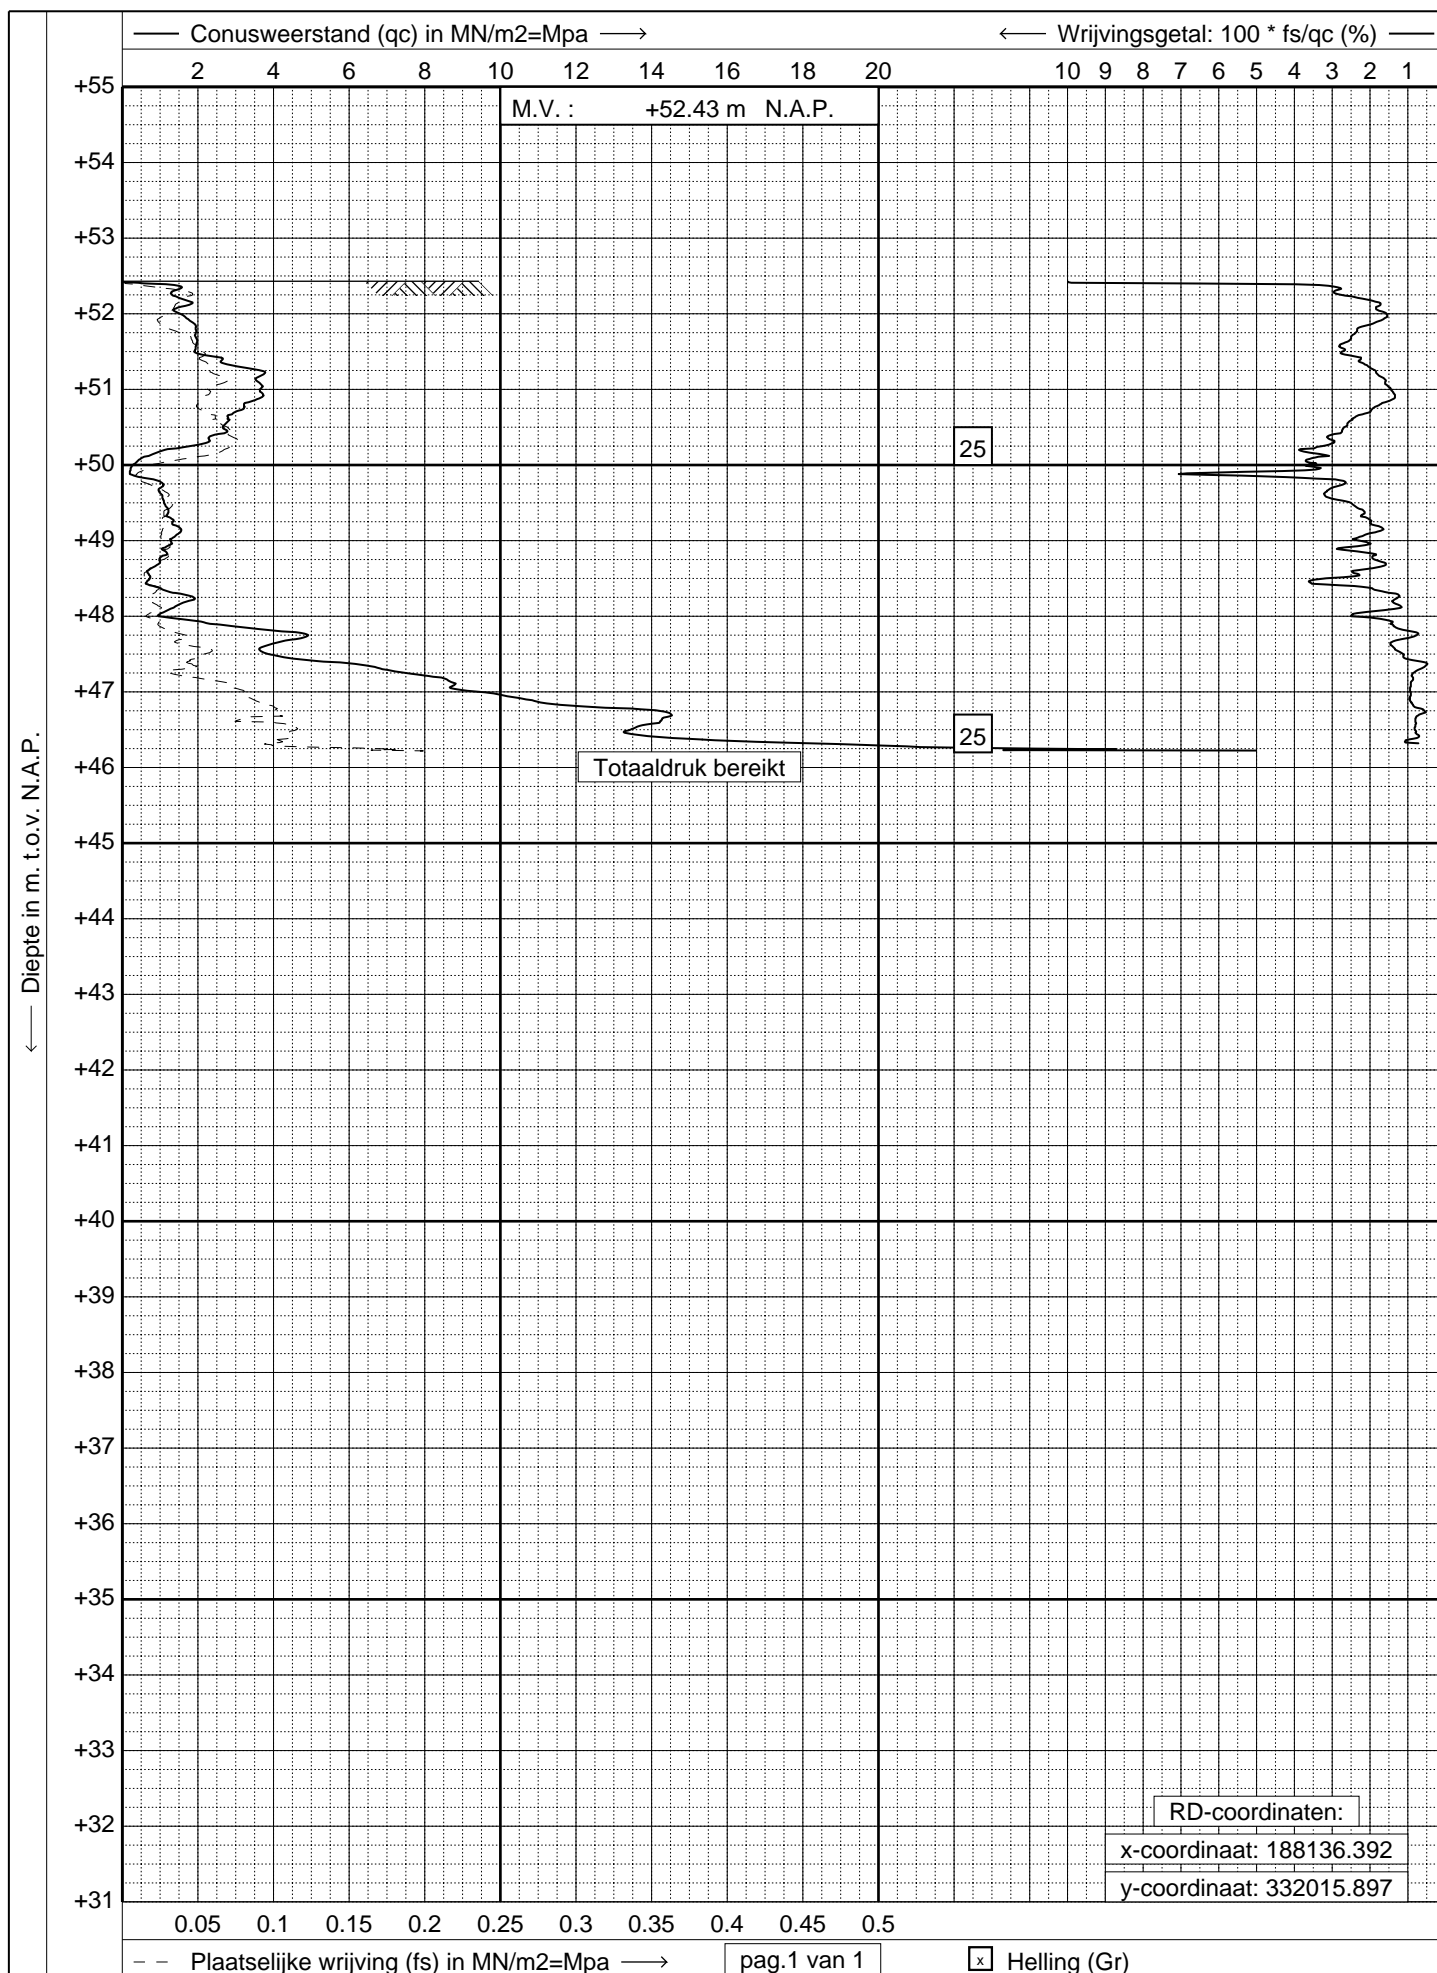 Conusweerstand (qc) in MN/m2=Mpa → ← Wrijvingsgetal: 100 * fs/qc (%)
2 4 6 8 10 12 14 16 18 20 10 9 8 7 6 5 4 3 2 1
+55
M.V. : +52.43 m N.A.P.
+54
+53
+52
+51
25
+50
+49
+48
+47
25
+46
Totaaldruk bereikt
+45
+44
+43
+42
+41
+40
+39
+38
+37
+36
+35
+34
+33
+32
+31
← Diepte in m. t.o.v. N.A.P.
RD-coordinaten:
x-coordinaat: 188136.392
y-coordinaat: 332015.897
0.05 0.1 0.15 0.2 0.25 0.3 0.35 0.4 0.45 0.5
Plaatselijke wrijving (fs) in MN/m2=Mpa → pag.1 van 1 x Helling (Gr)